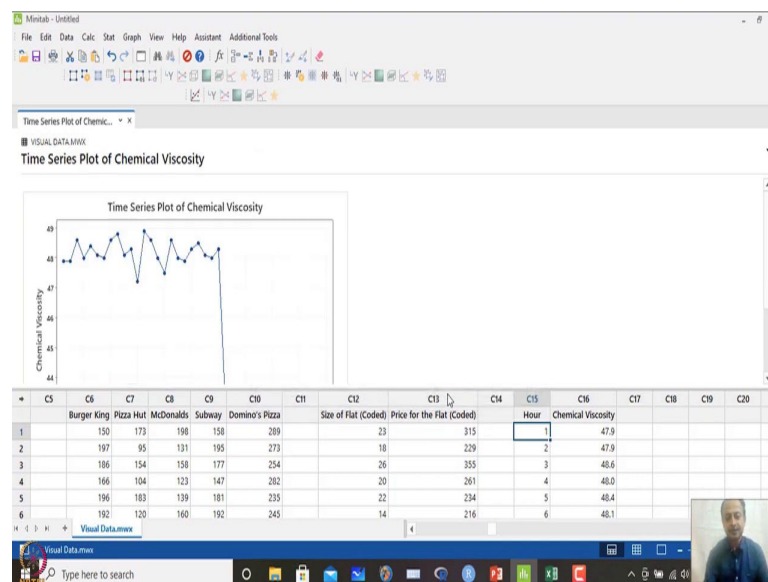 Minitab - Untitled
File Edit Data Calc Stat Graph View Help Assistant Additional Tools
Time Series Plot of Chemic...
VISUAL DATA.MWX
Time Series Plot of Chemical Viscosity
Time Series Plot of Chemical Viscosity
49
48
47
46
45
44
Chemical Viscosity
C5 C6 C7 C8 C9 C10 C11 C12 C13 C14 C15 C16 C17 C18 C19 C20
Burger King Pizza Hut McDonalds Subway Domino's Pizza Size of Flat (Coded) Price for the Flat (Coded) Hour Chemical Viscosity
1 150 173 198 158 289 23 315 1 47.9
2 197 95 131 195 273 18 229 2 47.9
3 186 154 158 177 254 26 355 3 48.6
4 166 104 123 147 282 20 261 4 48.0
5 196 183 139 181 235 22 234 5 48.4
6 192 120 160 192 245 14 216 6 48.1
Visual Data.mwx
Visual Data.mwx
Type here to search